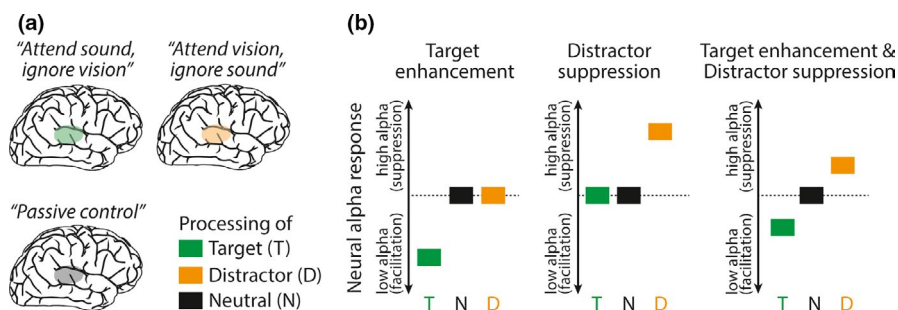 (a)
"Attend sound,
ignore vision"
"Attend vision,
ignore sound"
"Passive control"
Processing of
Target (T)
Distractor (D)
Neutral (N)
(b)
Target
enhancement
Distractor
suppression
Target enhancement &
Distractor suppression
Neural alpha response
high alpha
(suppression)
low alpha
(facilitation)
T N D
high alpha
(suppression)
low alpha
(facilitation)
T N D
high alpha
(suppression)
low alpha
(facilitation)
T N D